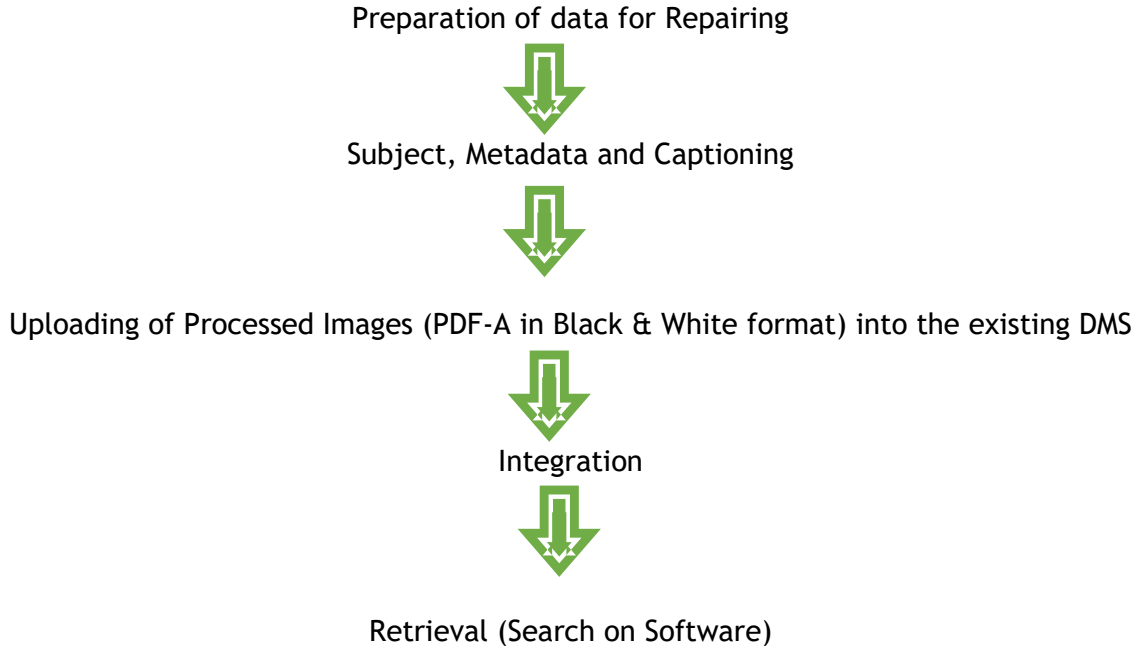 Preparation of data for Repairing
Subject, Metadata and Captioning
Uploading of Processed Images (PDF-A in Black & White format) into the existing DMS
Integration
Retrieval (Search on Software)